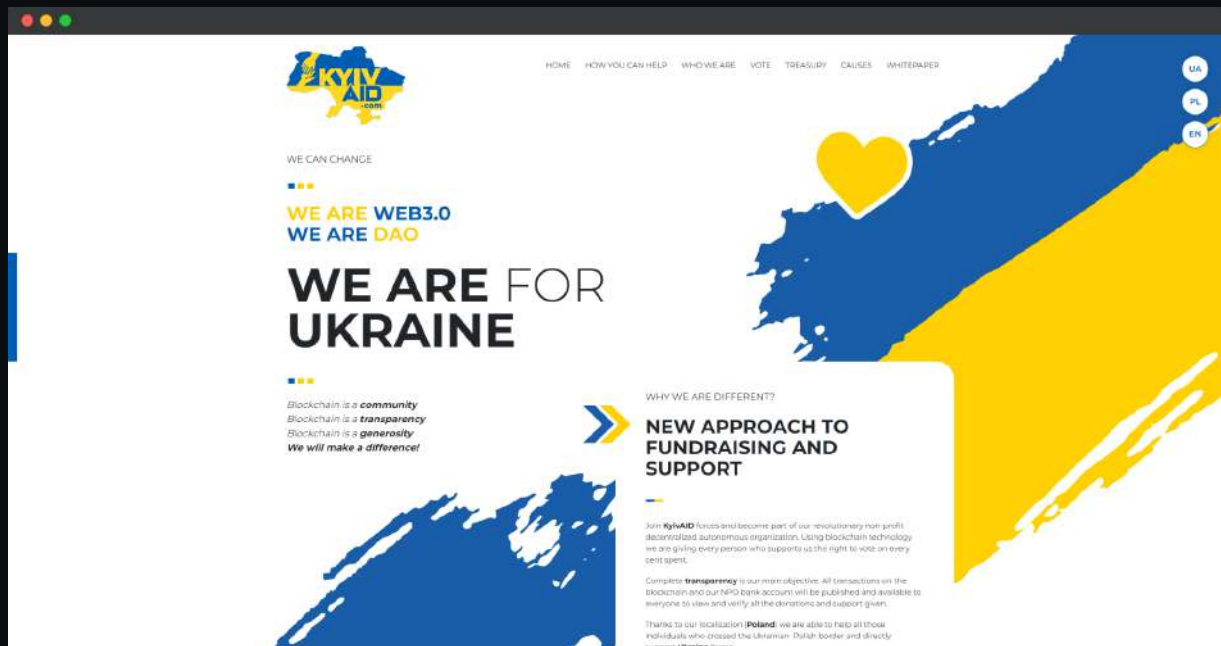 KYIV
AID
.com
HOME HOW YOU CAN HELP WHO WE ARE VOTE TREASURY CAUSES WHITEPAPER
UA
PL
EN
WE CAN CHANGE
WE ARE WEB3.0
WE ARE DAO
WE ARE FOR
UKRAINE
Blockchain is a community
Blockchain is a transparency
Blockchain is a generosity
We will make a difference!
WHY WE ARE DIFFERENT?
NEW APPROACH TO
FUNDRAISING AND
SUPPORT
Join KyivAID forces and become part of our revolutionary non-profit
decentralized autonomous organization. Using blockchain technology
we are giving every person who supports us the right to vote on every
cent spent.
Complete transparency is our main objective. All transactions on the
blockchain and our NPO bank account will be published and available to
everyone to view and verify all the donations and support given.
Thanks to our localization (Poland) we are able to help all those
individuals who crossed the Ukrainian-Polish border and directly